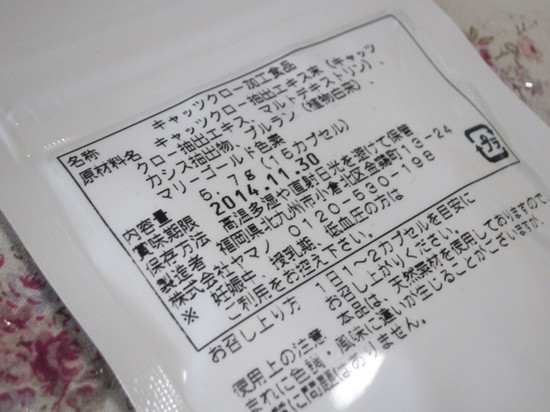 名称 キャッツクロー加工食品
原材料名 キャッツクロー抽出エキス末(キャッツ
クロー抽出エキス、マルトデキストリン)、
カシス抽出物、プルラン(植物由来)、
マリーゴールド色素
内容量 5.7g(15カプセル)
賞味期限 2014.11.30
保存方法 高温多湿や直射日光を避けて保管
製造者 福岡県北九州市小倉北区金鶏町13-24
株式会社ヤマノ 0120-530-198
※妊娠中、授乳期、低血圧の方は
ご利用をお控え下さい。
プラ
お召し上り方 1日1~2カプセルを目安に
お召し上がりください。
使用上の注意 本品は、天然素材を使用しておりますので、
まれに色調・風味に違いが生じることがございますが、
に問題はありません。